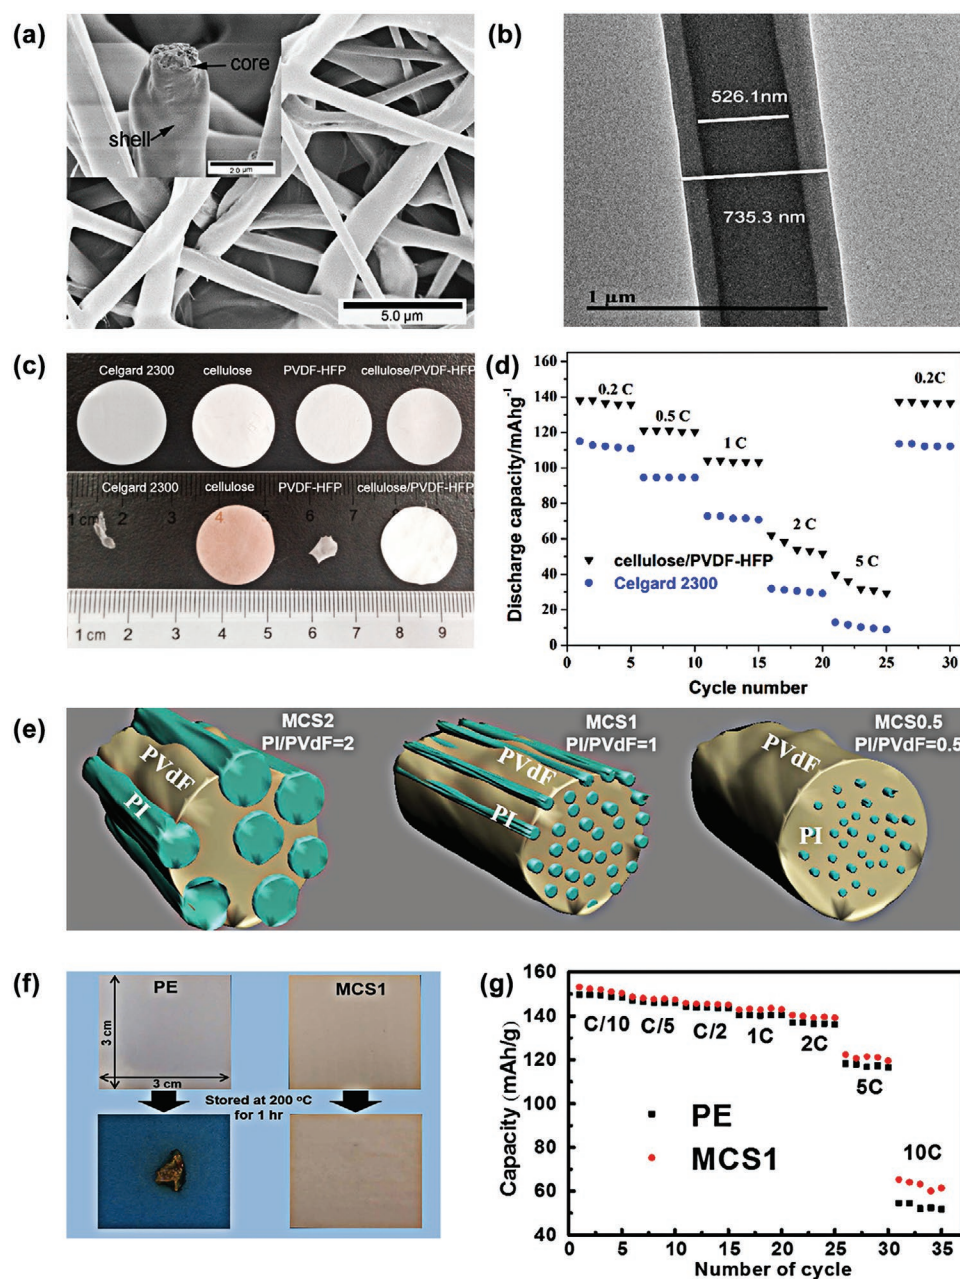 (a)
core
shell
2.0 μm
5.0 μm
(b)
526.1nm
735.3 nm
1 μm
(c)
Celgard 2300 cellulose PVDF-HFP cellulose/PVDF-HFP
Celgard 2300 cellulose PVDF-HFP cellulose/PVDF-HFP
1 cm 2 3 4 5 6 7
1 cm 2 3 4 5 6 7 8 9
(d)
Discharge capacity/mAhg-1
160
140
120
100
80
60
40
20
0
0.2 C
0.5 C
1 C
2 C
5 C
0.2C
cellulose/PVDF-HFP
Celgard 2300
0 5 10 15 20 25 30
Cycle number
(e)
MCS2
PI/PVdF=2
PVdF
PI
MCS1
PI/PVdF=1
PVdF
PI
MCS0.5
PI/PVdF=0.5
PVdF
PI
(f)
PE
3 cm
3 cm
MCS1
Stored at 200 °C
for 1 hr
(g)
Capacity (mAh/g)
160
140
120
100
80
60
40
C/10 C/5 C/2 1C 2C
5C
10C
PE
MCS1
0 5 10 15 20 25 30 35
Number of cycle